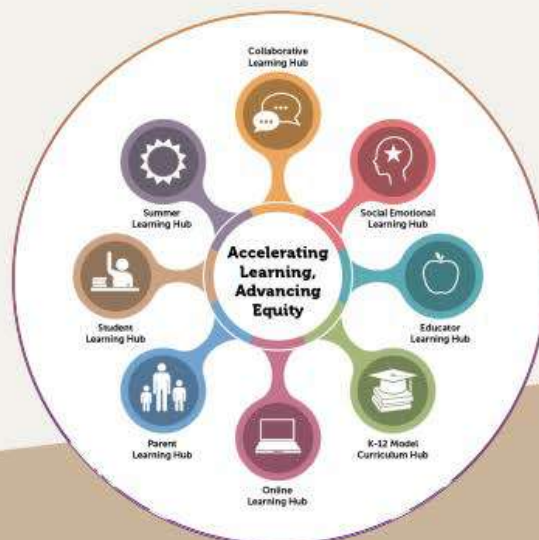 Collaborative
Learning Hub
Social Emotional
Learning Hub
Educator
Learning Hub
K-12 Model
Curriculum Hub
Online
Learning Hub
Parent
Learning Hub
Student
Learning Hub
Summer
Learning Hub
Accelerating
Learning,
Advancing
Equity